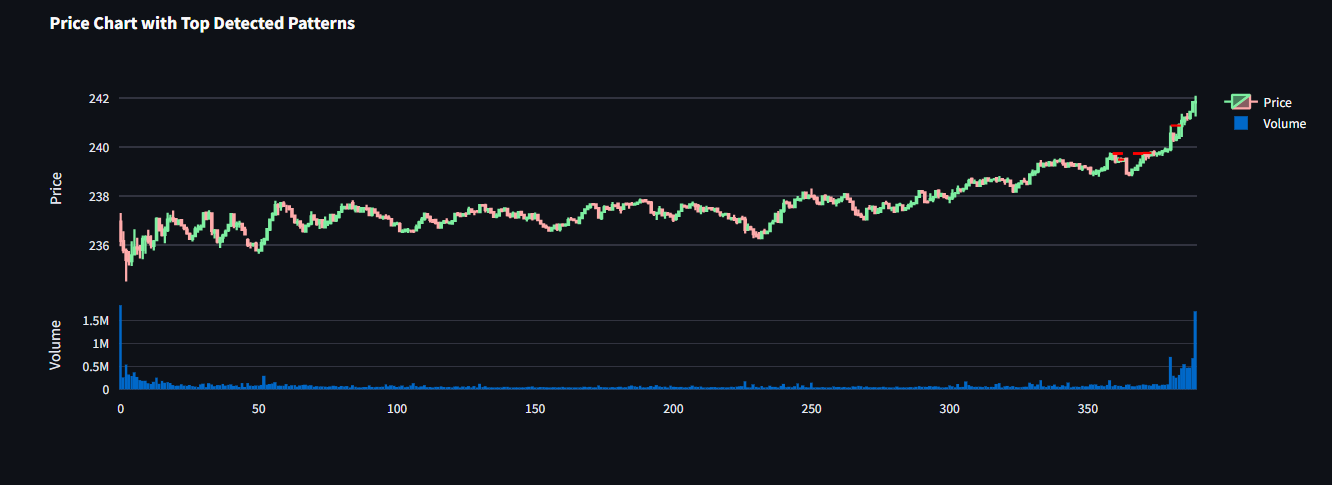 Price Chart with Top Detected Patterns
242
240
238
236
Price
Price
Volume
1.5M
1M
0.5M
0
Volume
0 50 100 150 200 250 300 350